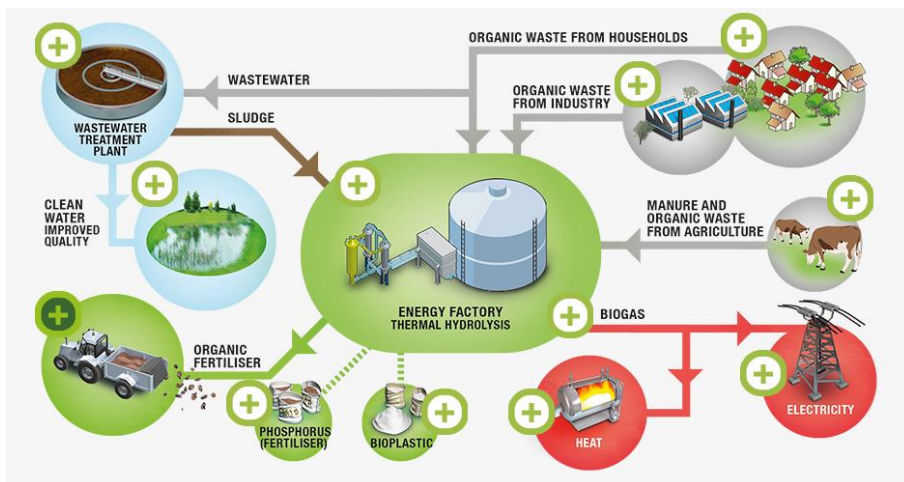 ORGANIC WASTE FROM HOUSEHOLDS
WASTEWATER
ORGANIC WASTE
FROM INDUSTRY
SLUDGE
WASTEWATER
TREATMENT
PLANT
CLEAN
WATER
IMPROVED
QUALITY
MANURE AND
ORGANIC WASTE
FROM AGRICULTURE
ENERGY FACTORY
THERMAL HYDROLYSIS
BIOGAS
ORGANIC
FERTILISER
ELECTRICITY
PHOSPHORUS
(FERTILISER)
BIOPLASTIC
HEAT